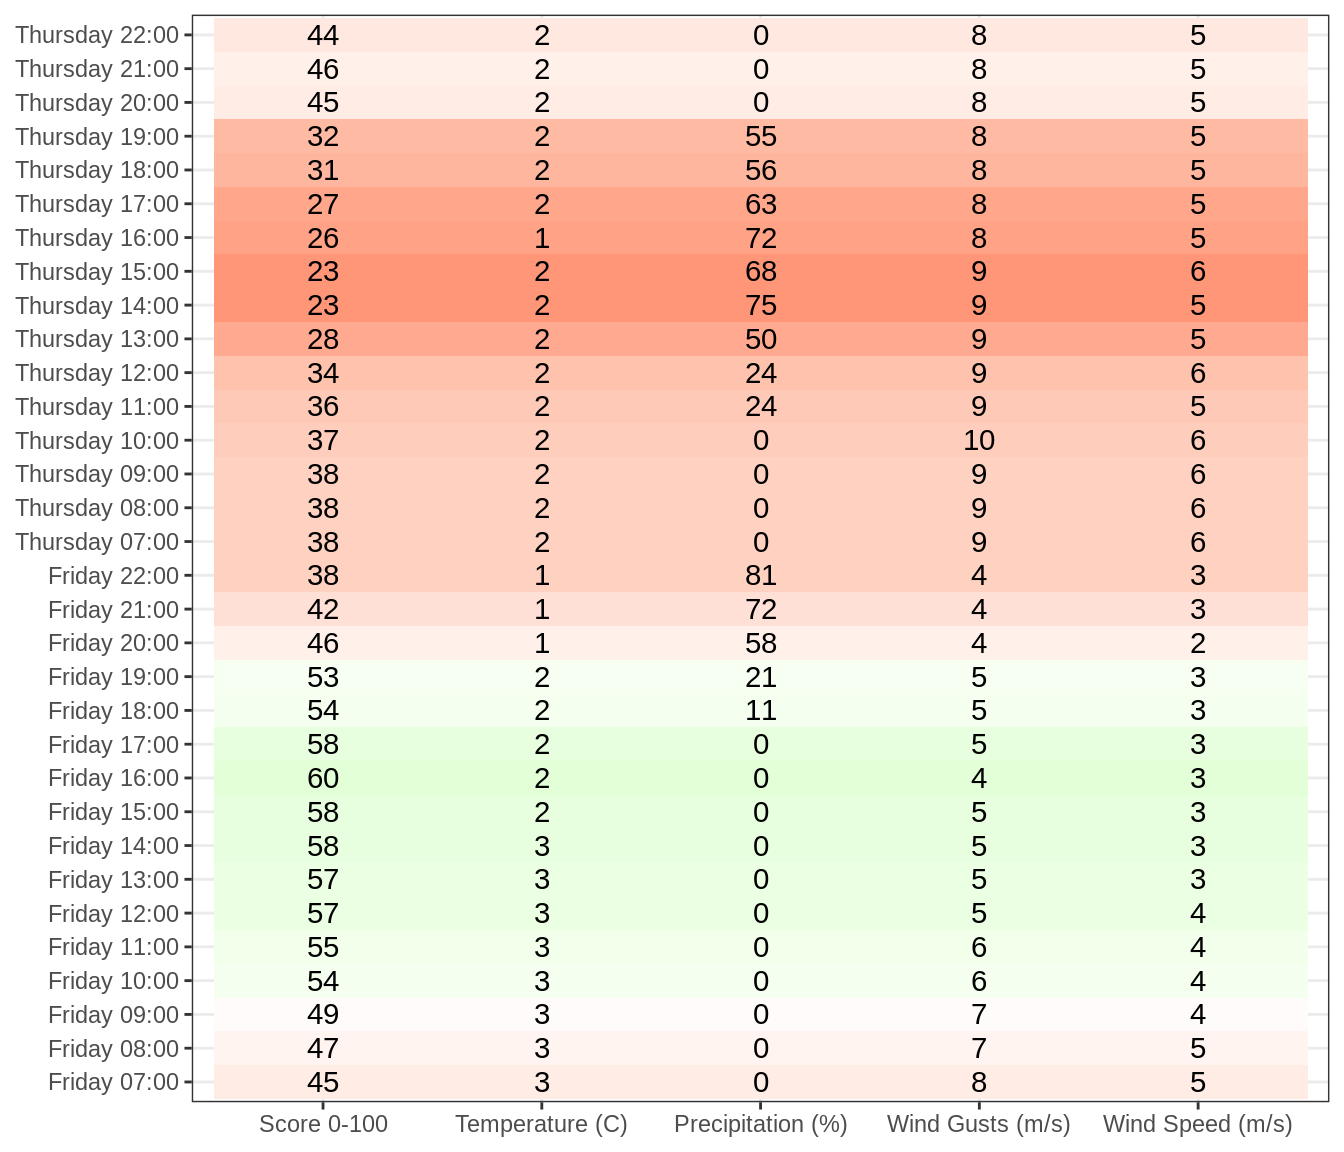 Thursday 22:00 44 2 0 8 5
Thursday 21:00 46 2 0 8 5
Thursday 20:00 45 2 0 8 5
Thursday 19:00 32 2 55 8 5
Thursday 18:00 31 2 56 8 5
Thursday 17:00 27 2 63 8 5
Thursday 16:00 26 1 72 8 5
Thursday 15:00 23 2 68 9 6
Thursday 14:00 23 2 75 9 5
Thursday 13:00 28 2 50 9 5
Thursday 12:00 34 2 24 9 6
Thursday 11:00 36 2 24 9 5
Thursday 10:00 37 2 0 10 6
Thursday 09:00 38 2 0 9 6
Thursday 08:00 38 2 0 9 6
Thursday 07:00 38 2 0 9 6
Friday 22:00 38 1 81 4 3
Friday 21:00 42 1 72 4 3
Friday 20:00 46 1 58 4 2
Friday 19:00 53 2 21 5 3
Friday 18:00 54 2 11 5 3
Friday 17:00 58 2 0 5 3
Friday 16:00 60 2 0 4 3
Friday 15:00 58 2 0 5 3
Friday 14:00 58 3 0 5 3
Friday 13:00 57 3 0 5 3
Friday 12:00 57 3 0 5 4
Friday 11:00 55 3 0 6 4
Friday 10:00 54 3 0 6 4
Friday 09:00 49 3 0 7 4
Friday 08:00 47 3 0 7 5
Friday 07:00 45 3 0 8 5
Score 0-100 Temperature (C) Precipitation (%) Wind Gusts (m/s) Wind Speed (m/s)